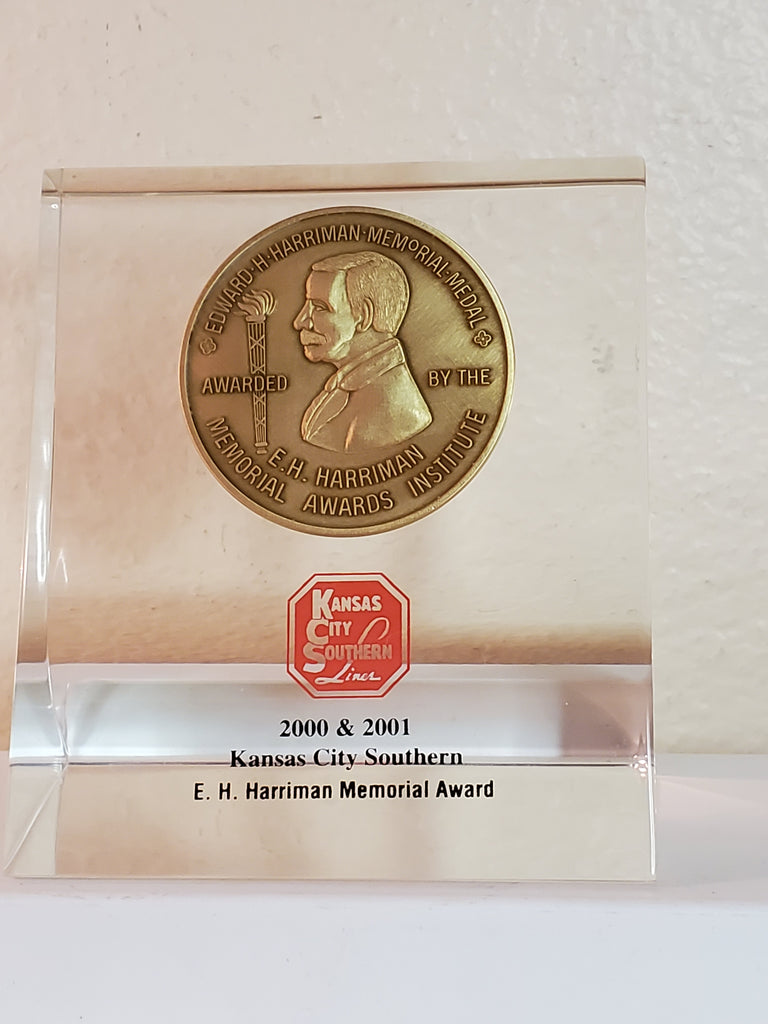 EDWARD·H·HARRIMAN·MEMORIAL·MEDAL
AWARDED BY THE
E.H. HARRIMAN
MEMORIAL AWARDS INSTITUTE
KANSAS
CITY
SOUTHERN
Lines
2000 & 2001
Kansas City Southern
E. H. Harriman Memorial Award